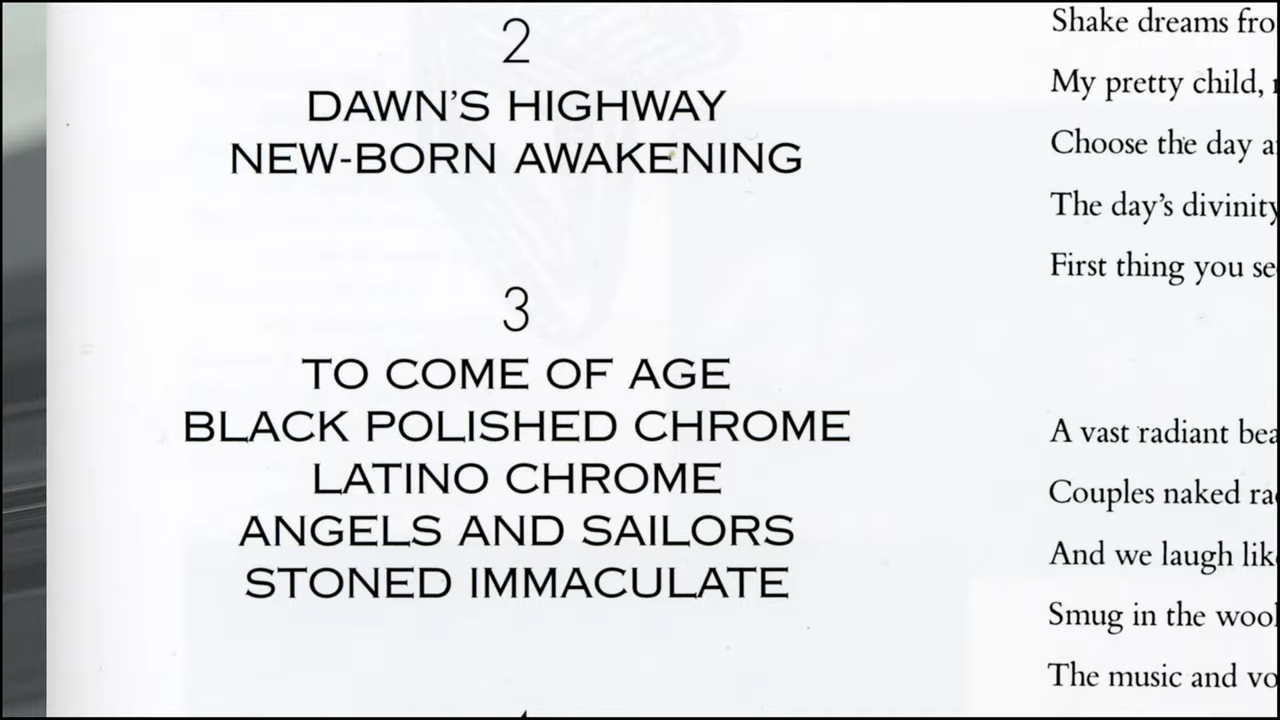 2
DAWN'S HIGHWAY
NEW-BORN AWAKENING
3
TO COME OF AGE
BLACK POLISHED CHROME
LATINO CHROME
ANGELS AND SAILORS
STONED IMMACULATE
Shake dreams
My pretty child,
Choose the day
The day's divinity
First thing you
A vast radiant
Couples naked
And we laugh
Smug in the
The music and